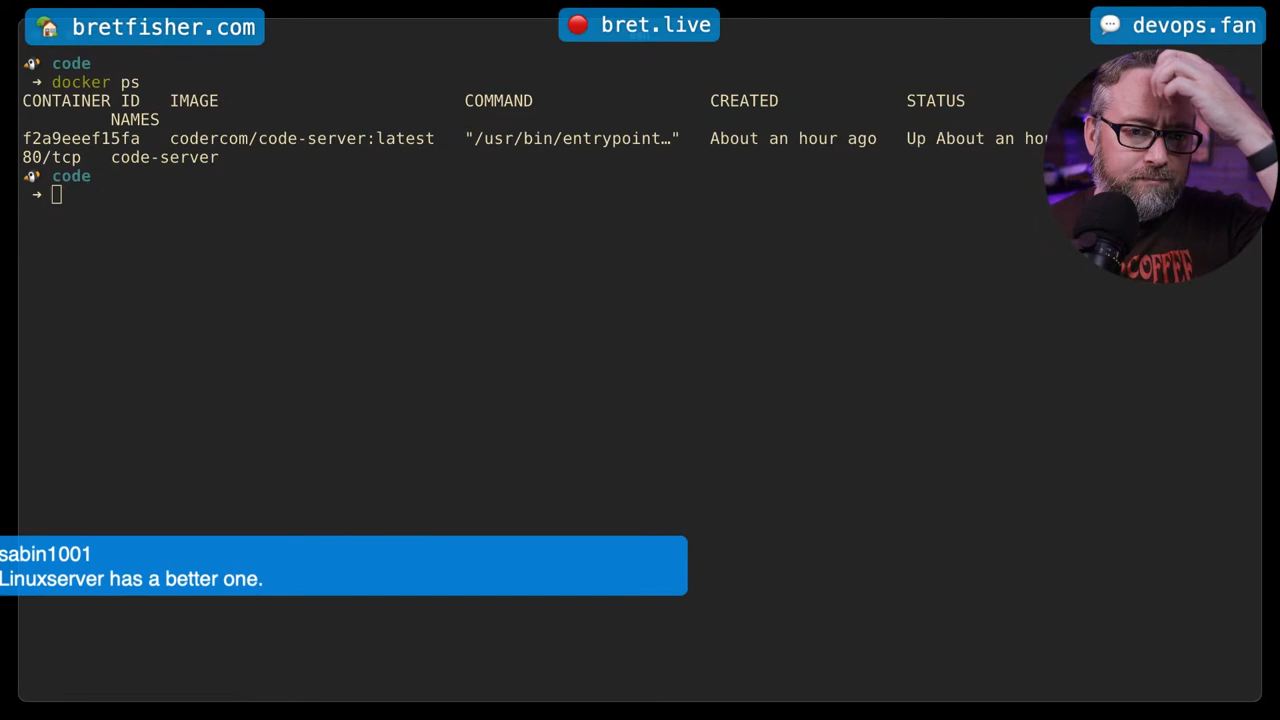 bretfisher.com
bret.live
devops.fan
code
→ docker ps
CONTAINER ID IMAGE COMMAND CREATED STATUS
NAMES
f2a9eeef15fa codercom/code-server:latest "/usr/bin/entrypoint…" About an hour ago Up About an
80/tcp code-server
code
→
COFFEE
sabin1001
Linuxserver has a better one.